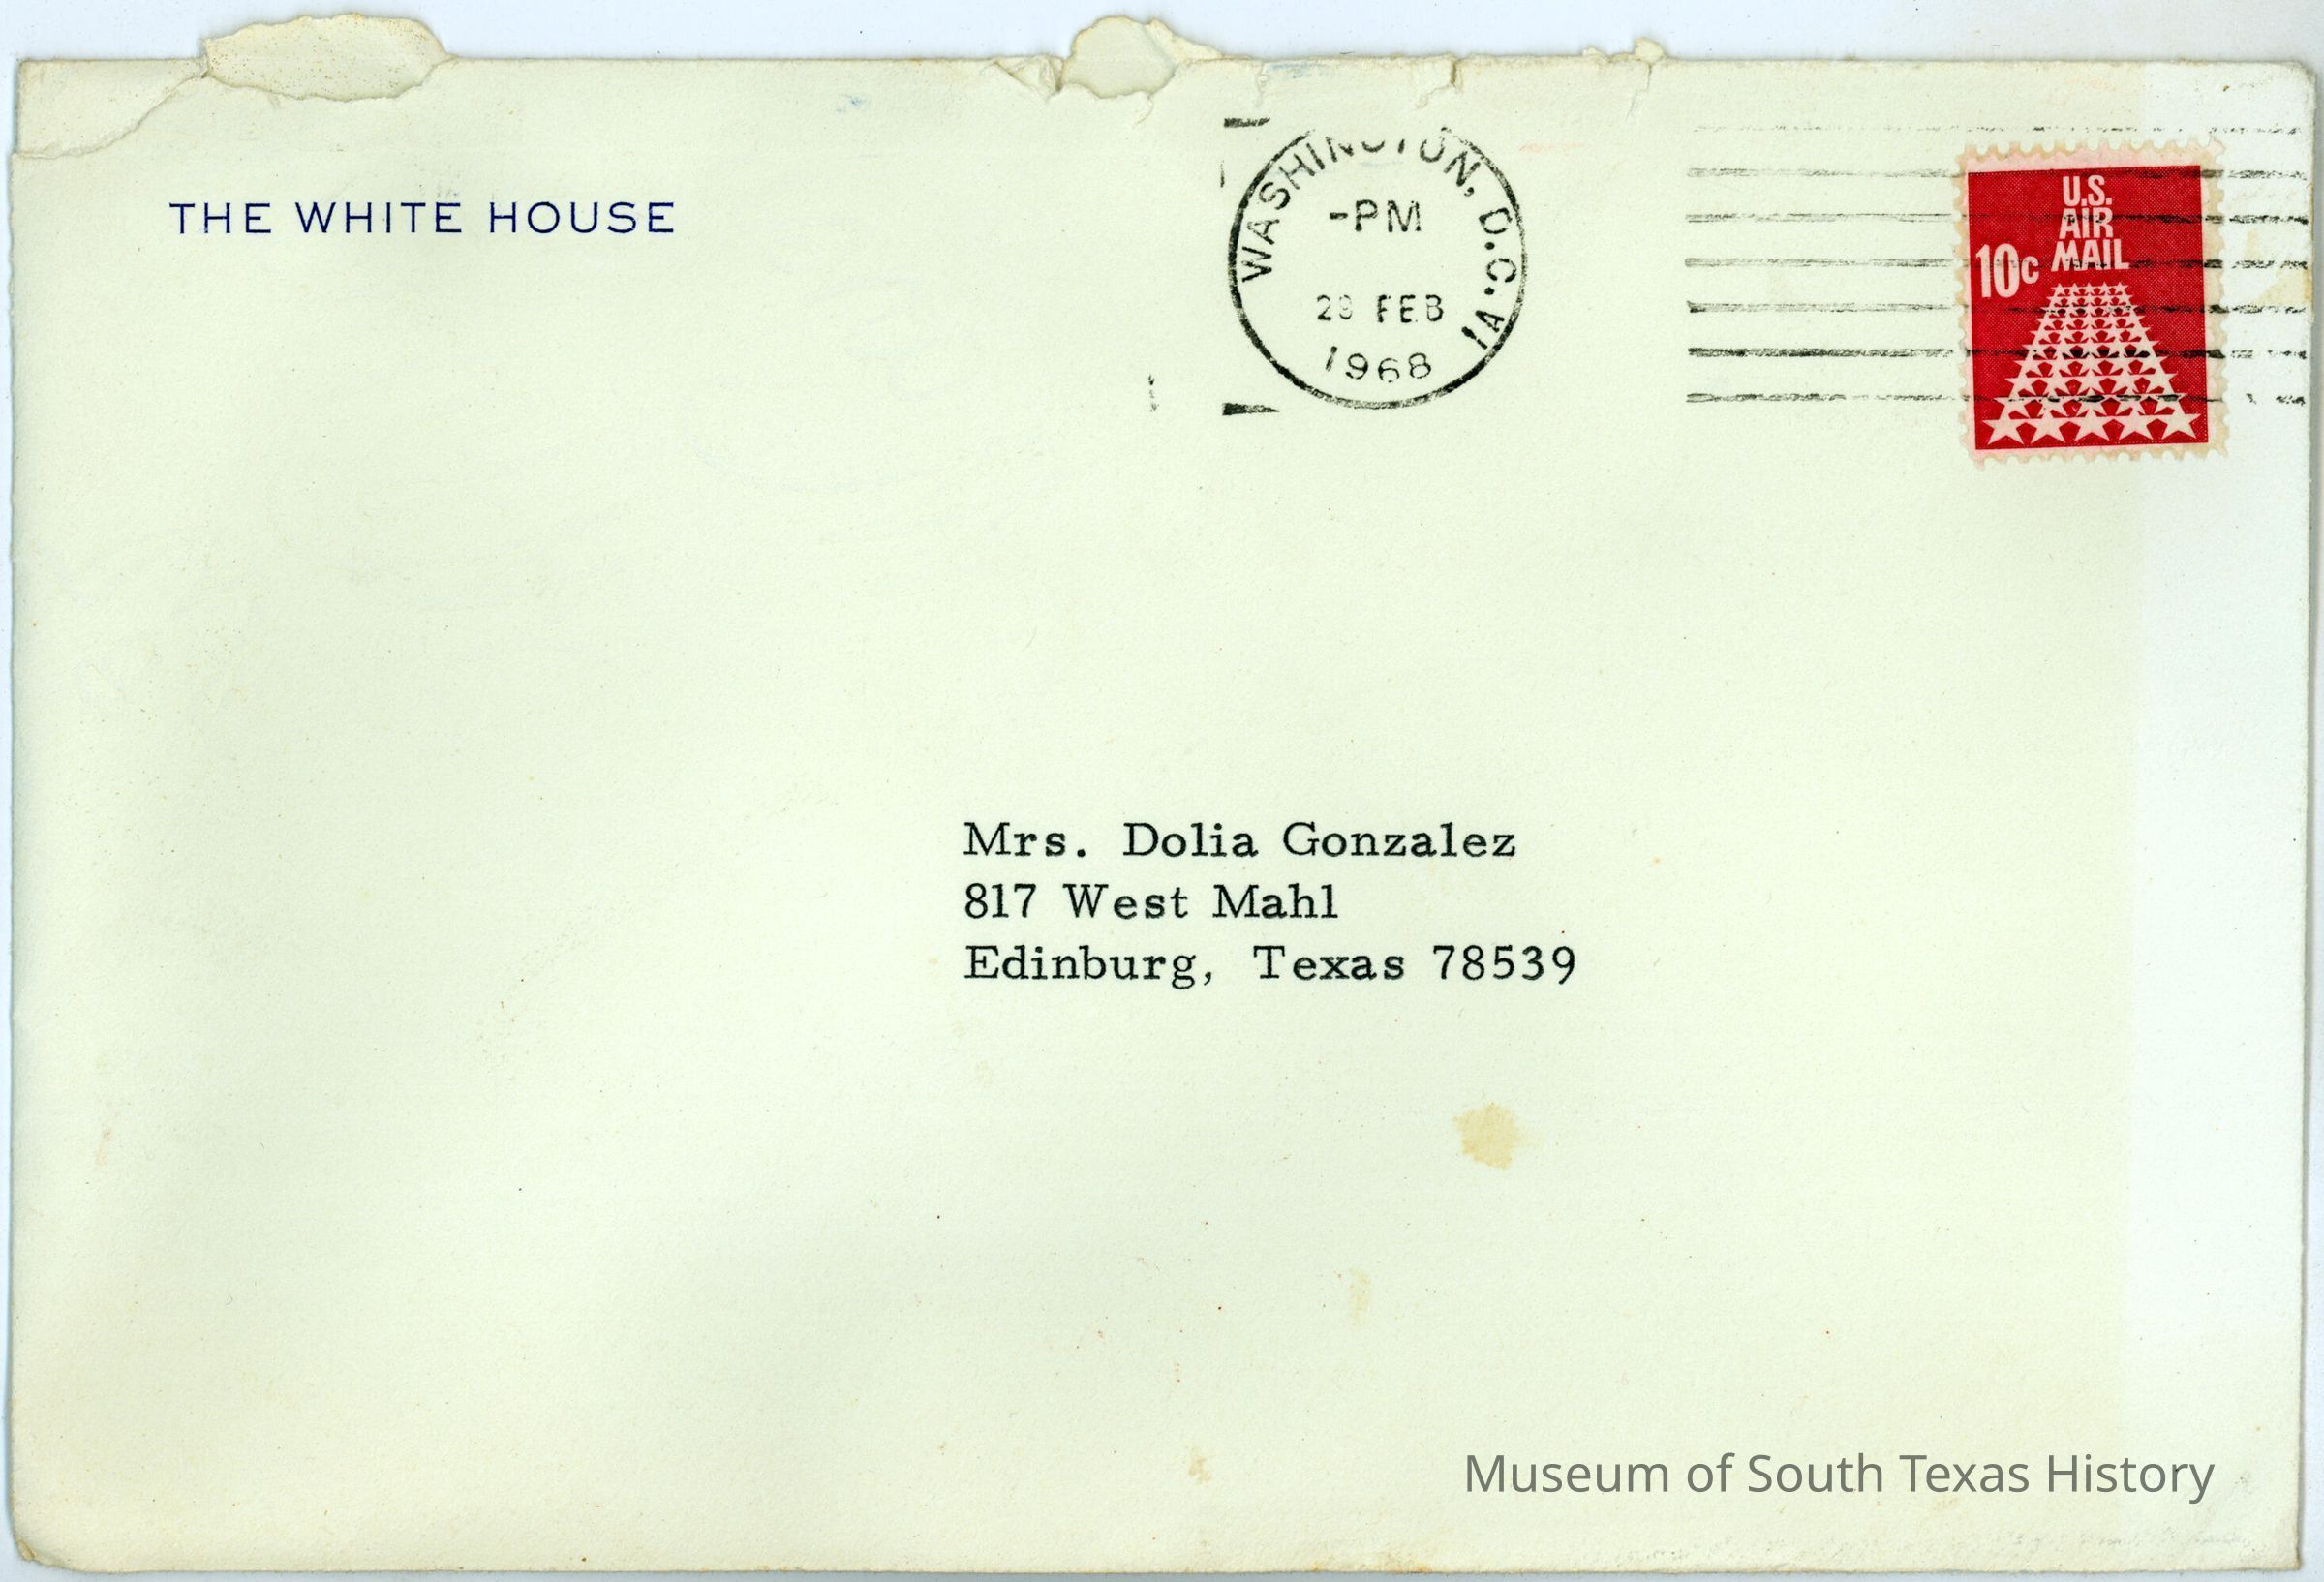 THE WHITE HOUSE
WASHINGTON, D.C. 1A
-PM
29 FEB
1968
U.S.
AIR
MAIL
10c
Mrs. Dolia Gonzalez
817 West Mahl
Edinburg, Texas 78539
Museum of South Texas History